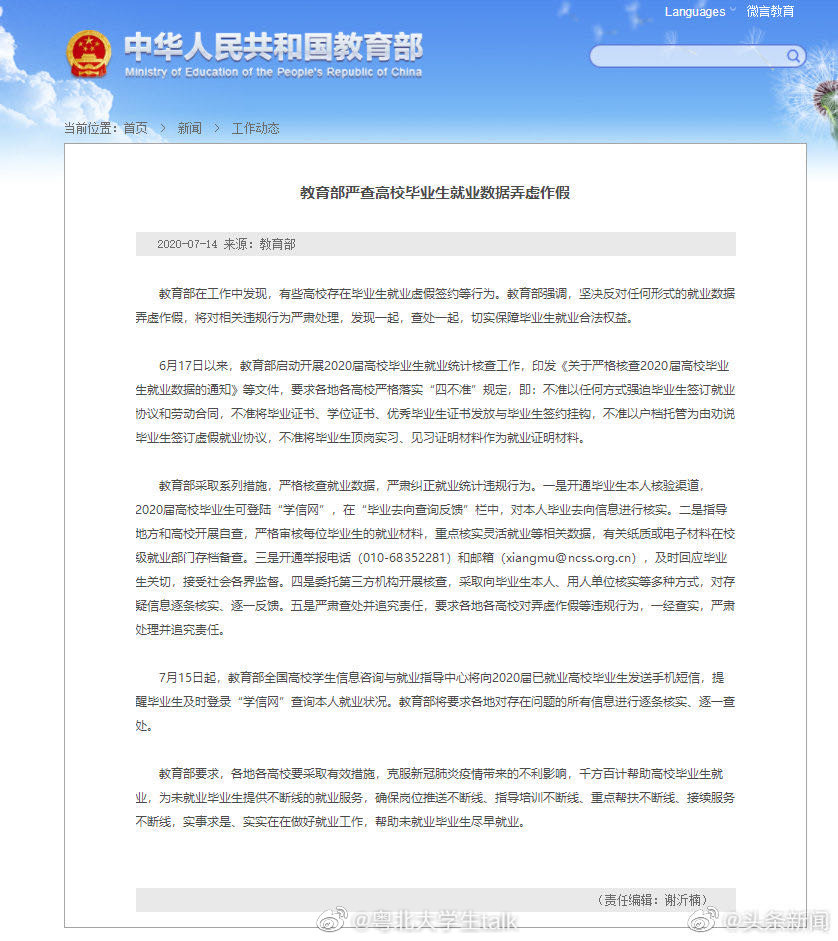 Languages 微言教育
中华人民共和国教育部
Ministry of Education of the People's Republic of China
当前位置：首页 > 新闻 > 工作动态
教育部严查高校毕业生就业数据弄虚作假
2020-07-14 来源：教育部
教育部在工作中发现，有些高校存在毕业生就业虚假签约等行为。教育部强调，坚决反对任何形式的就业数据
弄虚作假，将对相关违规行为严肃处理，发现一起，查处一起，切实保障毕业生就业合法权益。
6月17日以来，教育部启动开展2020届高校毕业生就业统计核查工作，印发《关于严格核查2020届高校毕业
生就业数据的通知》等文件，要求各地各高校严格落实“四不准”规定，即：不准以任何方式强迫毕业生签订就业
协议和劳动合同，不准将毕业证书、学位证书、优秀毕业生证书发放与毕业生签约挂钩，不准以户档托管为由劝说
毕业生签订虚假就业协议，不准将毕业生顶岗实习、见习证明材料作为就业证明材料。
教育部采取系列措施，严格核查就业数据，严肃纠正就业统计违规行为。一是开通毕业生本人核验渠道，
2020届高校毕业生可登陆“学信网”，在“毕业去向查询反馈”栏中，对本人毕业去向信息进行核实。二是指导
地方和高校开展自查，严格审核每位毕业生的就业材料，重点核实灵活就业等相关数据，有关纸质或电子材料在校
级就业部门存档备查。三是开通举报电话（010-68352281）和邮箱（xiangmu@ncss.org.cn），及时回应毕业
生关切，接受社会各界监督。四是委托第三方机构开展核查，采取向毕业生本人、用人单位核实等多种方式，对存
疑信息逐条核实、逐一反馈。五是严肃查处并追究责任，要求各地各高校对弄虚作假等违规行为，一经查实，严肃
处理并追究责任。
7月15日起，教育部全国高校学生信息咨询与就业指导中心将向2020届已就业高校毕业生发送手机短信，提
醒毕业生及时登录“学信网”查询本人就业状况。教育部将要求各地对存在问题的所有信息进行逐条核实、逐一查
处。
教育部要求，各地各高校要采取有效措施，克服新冠肺炎疫情带来的不利影响，千方百计帮助高校毕业生就
业，为未就业毕业生提供不断线的就业服务，确保岗位推送不断线、指导培训不断线、重点帮扶不断线、接续服务
不断线，实事求是、实实在在做好就业工作，帮助未就业毕业生尽早就业。
（责任编辑：谢沂楠）
@粤北大学生talk @头条新闻